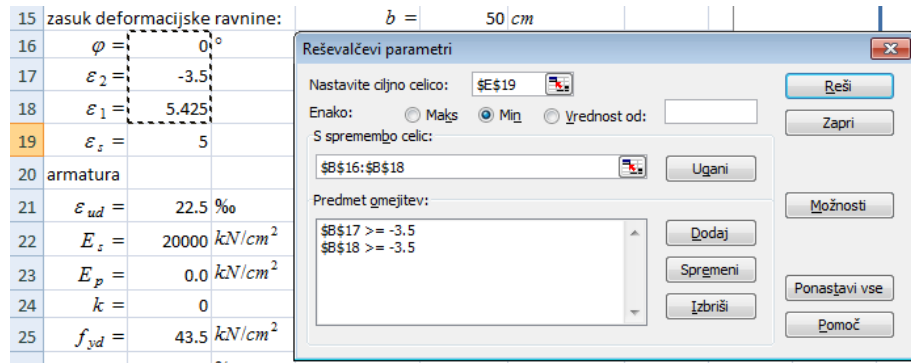 15 zasuk deformacijske ravnine: b = 50 cm
16 φ = 0 °
17 ε2 = -3.5
18 ε1 = 5.425
19 εs = 5
20 armatura
21 εud = 22.5 ‰
22 Es = 20000 kN/cm²
23 Ep = 0.0 kN/cm²
24 k = 0
25 fyd = 43.5 kN/cm²
Reševalčevi parametri
Nastavite ciljno celico: $E$19 Reši
Enako: Maks Min Vrednost od: Zapri
S spremembo celic:
$B$16:$B$18 Ugani
Predmet omejitev: Možnosti
$B$17 >= -3.5 Dodaj
$B$18 >= -3.5
Spremeni
Ponastavi vse
Izbriši
Pomoč